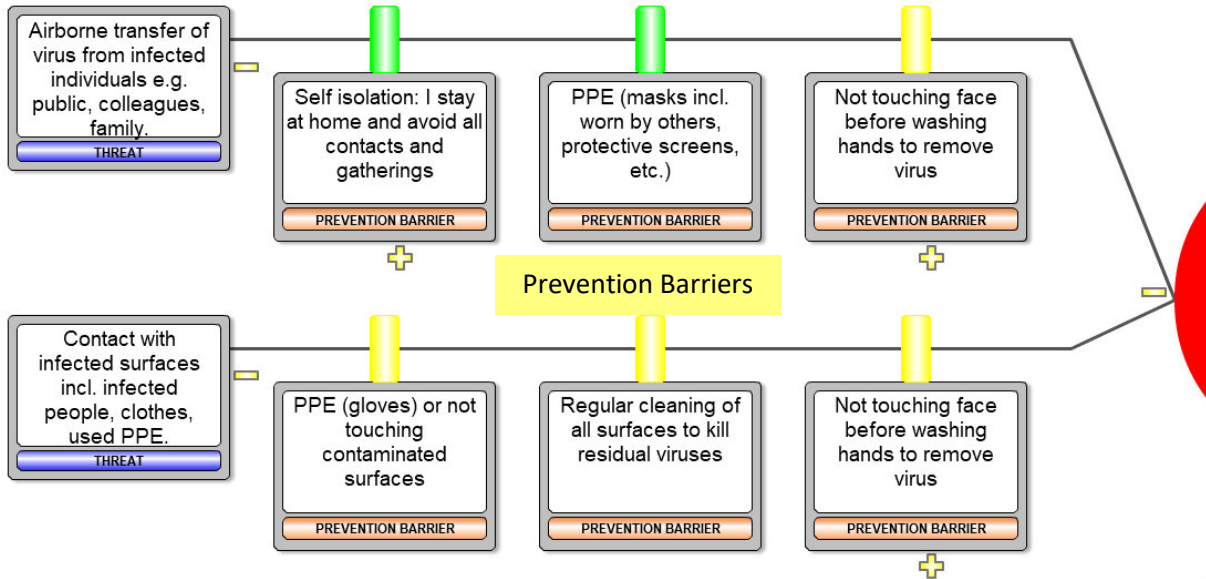 Airborne transfer of
virus from infected
individuals e.g.
public, colleagues,
family.
THREAT
Self isolation: I stay
at home and avoid all
contacts and
gatherings
PREVENTION BARRIER
PPE (masks incl.
worn by others,
protective screens,
etc.)
PREVENTION BARRIER
Not touching face
before washing
hands to remove
virus
PREVENTION BARRIER
Prevention Barriers
Contact with
infected surfaces
incl. infected
people, clothes,
used PPE.
THREAT
PPE (gloves) or not
touching
contaminated
surfaces
PREVENTION BARRIER
Regular cleaning of
all surfaces to kill
residual viruses
PREVENTION BARRIER
Not touching face
before washing
hands to remove
virus
PREVENTION BARRIER